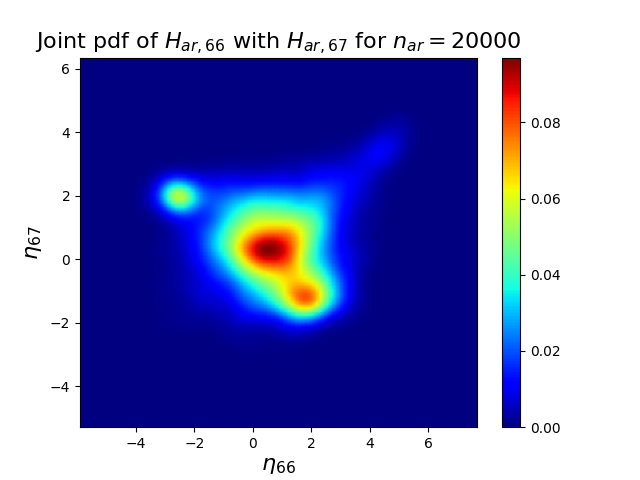 Joint pdf of H_{ar,66} with H_{ar,67} for n_{ar} = 20000
6
4
2
0
−2
−4
η_{67}
−4 −2 0 2 4 6
η_{66}
0.08
0.06
0.04
0.02
0.00